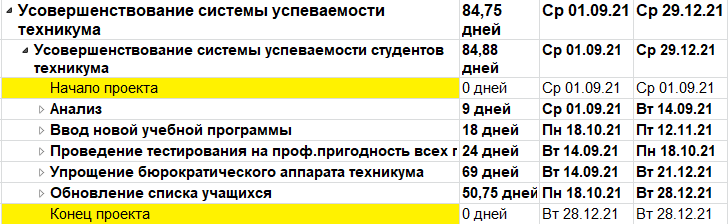 Усовершенствование системы успеваемости 84,75 Ср 01.09.21 Ср 29.12.21
техникума дней
Усовершенствование системы успеваемости студентов 84,88 Ср 01.09.21 Ср 29.12.21
техникума дней
Начало проекта 0 дней Ср 01.09.21 Ср 01.09.21
Анализ 9 дней Ср 01.09.21 Вт 14.09.21
Ввод новой учебной программы 18 дней Пн 18.10.21 Пт 12.11.21
Проведение тестирования на проф.пригодность всех г 24 дней Вт 14.09.21 Пн 18.10.21
Упрощение бюрократического аппарата техникума 69 дней Вт 14.09.21 Вт 21.12.21
Обновление списка учащихся 50,75 дней Пн 18.10.21 Вт 28.12.21
Конец проекта 0 дней Вт 28.12.21 Вт 28.12.21